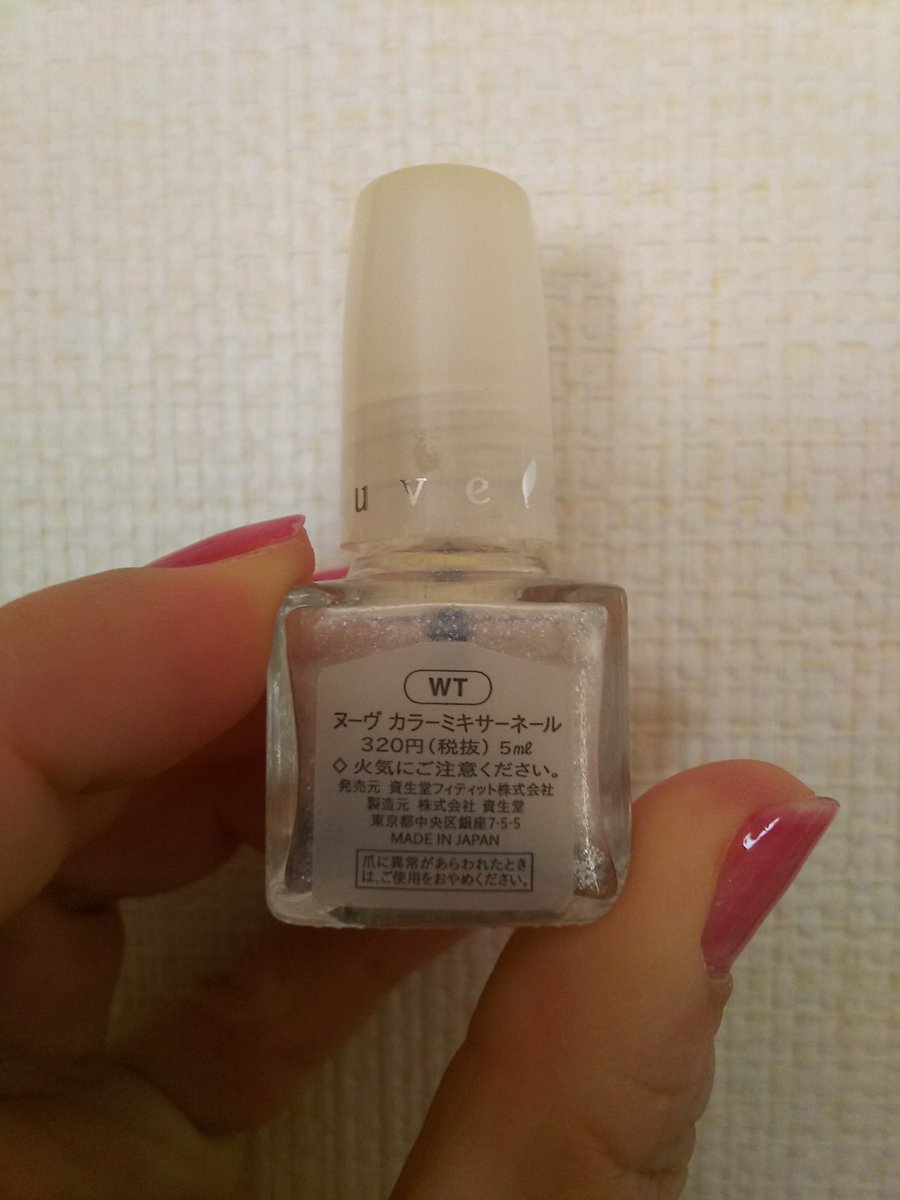 uve
WT
ヌーヴ カラーミキサーネール
320円(税抜) 5㎖
◇火気にご注意ください。
発売元 資生堂フィティット株式会社
製造元 株式会社 資生堂
東京都中央区銀座7-5-5
MADE IN JAPAN
爪に異常があらわれたとき
は、ご使用をおやめください。